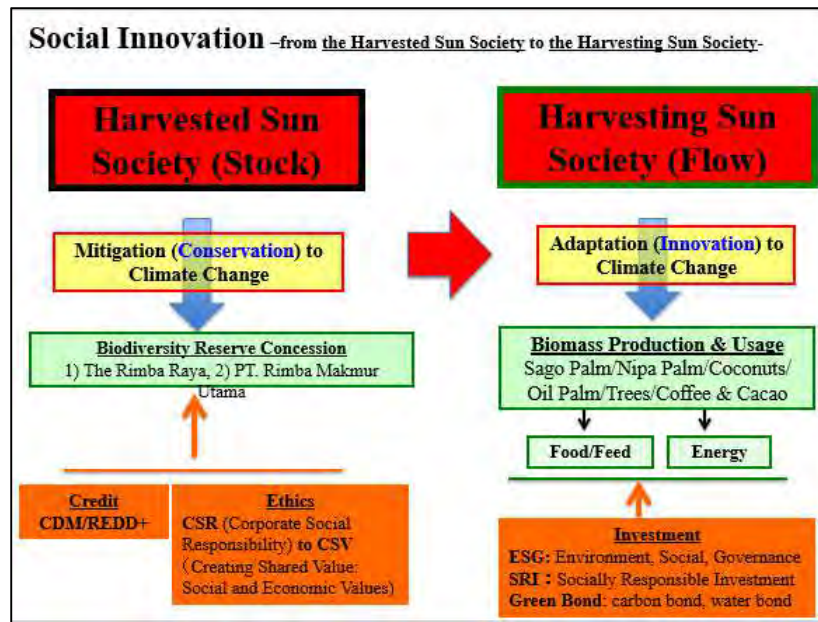 Social Innovation –from the Harvested Sun Society to the Harvesting Sun Society-
Harvested Sun
Society (Stock)
Mitigation (Conservation) to
Climate Change
Biodiversity Reserve Concession
1) The Rimba Raya, 2) PT. Rimba Makmur
Utama
Credit
CDM/REDD+
Ethics
CSR (Corporate Social
Responsibility) to CSV
（Creating Shared Value:
Social and Economic Values)
Harvesting Sun
Society (Flow)
Adaptation (Innovation) to
Climate Change
Biomass Production & Usage
Sago Palm/Nipa Palm/Coconuts/
Oil Palm/Trees/Coffee & Cacao
Food/Feed
Energy
Investment
ESG: Environment, Social, Governance
SRI：Socially Responsible Investment
Green Bond: carbon bond, water bond